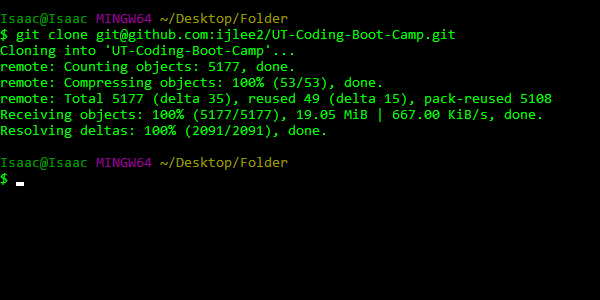 Isaac@Isaac MINGW64 ~/Desktop/Folder
$ git clone git@github.com:ijlee2/UT-Coding-Boot-Camp.git
Cloning into 'UT-Coding-Boot-Camp'...
remote: Counting objects: 5177, done.
remote: Compressing objects: 100% (53/53), done.
remote: Total 5177 (delta 35), reused 49 (delta 15), pack-reused 5108
Receiving objects: 100% (5177/5177), 19.05 MiB | 667.00 KiB/s, done.
Resolving deltas: 100% (2091/2091), done.
Isaac@Isaac MINGW64 ~/Desktop/Folder
$